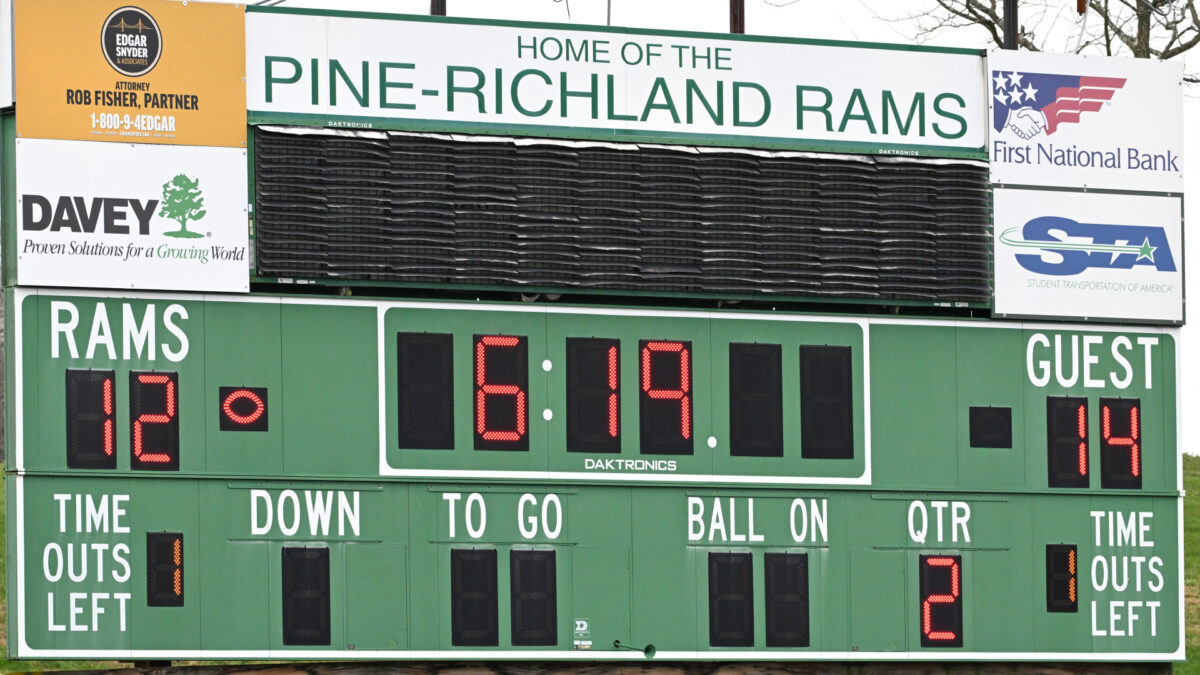 EDGAR
SNYDER
& ASSOCIATES
ATTORNEY
ROB FISHER, PARTNER
1-800-9-4EDGAR
HOME OF THE
PINE-RICHLAND RAMS
DAKTRONICS
DAKTRONICS
First National Bank
DAVEY
Proven Solutions for a Growing World
STA
STUDENT TRANSPORTATION OF AMERICA
RAMS
12
6:19
DAKTRONICS
GUEST
14
TIME
OUTS
LEFT
1
DOWN
TO GO
BALL ON
QTR
2
1
TIME
OUTS
LEFT